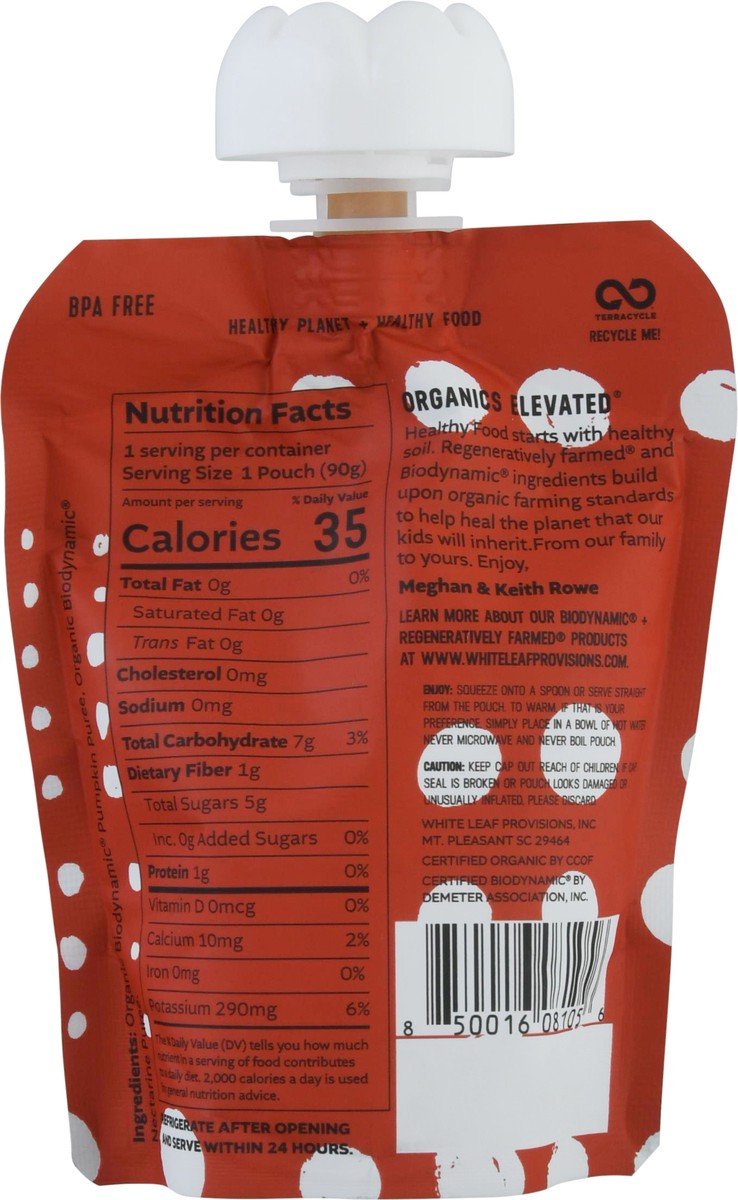 BPA FREE
HEALTHY PLANET + HEALTHY FOOD
TERRACYCLE
RECYCLE ME!
Nutrition Facts
1 serving per container
Serving Size 1 Pouch (90g)
Amount per serving
% Daily Value
Calories 35
Total Fat 0g 0%
Saturated Fat 0g
Trans Fat 0g
Cholesterol 0mg
Sodium 0mg
Total Carbohydrate 7g 3%
Dietary Fiber 1g
Total Sugars 5g
Inc. 0g Added Sugars 0%
Protein 1g 0%
Vitamin D 0mcg 0%
Calcium 10mg 2%
Iron 0mg 0%
Potassium 290mg 6%
Daily Value (DV) tells you how much
nutrient in a serving of food contributes
daily diet. 2,000 calories a day is used
general nutrition advice.
REFRIGERATE AFTER OPENING
AND SERVE WITHIN 24 HOURS.
Ingredients: Organic Biodynamic® Pumpkin Puree, Organic Biodynamic®
Nectarine
ORGANICS ELEVATED®
Healthy Food starts with healthy
soil. Regeneratively farmed® and
Biodynamic® ingredients build
upon organic farming standards
to help heal the planet that our
kids will inherit.From our family
to yours. Enjoy,
Meghan & Keith Rowe
LEARN MORE ABOUT OUR BIODYNAMIC® +
REGENERATIVELY FARMED® PRODUCTS
AT WWW.WHITELEAFPROVISIONS.COM.
ENJOY: SQUEEZE ONTO A SPOON OR SERVE STRAIGHT
FROM THE POUCH. TO WARM, IF THAT IS YOUR
PREFERENCE, SIMPLY PLACE IN A BOWL OF HOT WATER
NEVER MICROWAVE AND NEVER BOIL POUCH.
CAUTION: KEEP CAP OUT REACH OF CHILDREN. IF CAP
SEAL IS BROKEN OR POUCH LOOKS DAMAGED OR
UNUSUALLY INFLATED, PLEASE DISCARD.
WHITE LEAF PROVISIONS, INC
MT. PLEASANT SC 29464
CERTIFIED ORGANIC BY CCOF
CERTIFIED BIODYNAMIC® BY
DEMETER ASSOCIATION, INC.
8 50016 08105 6